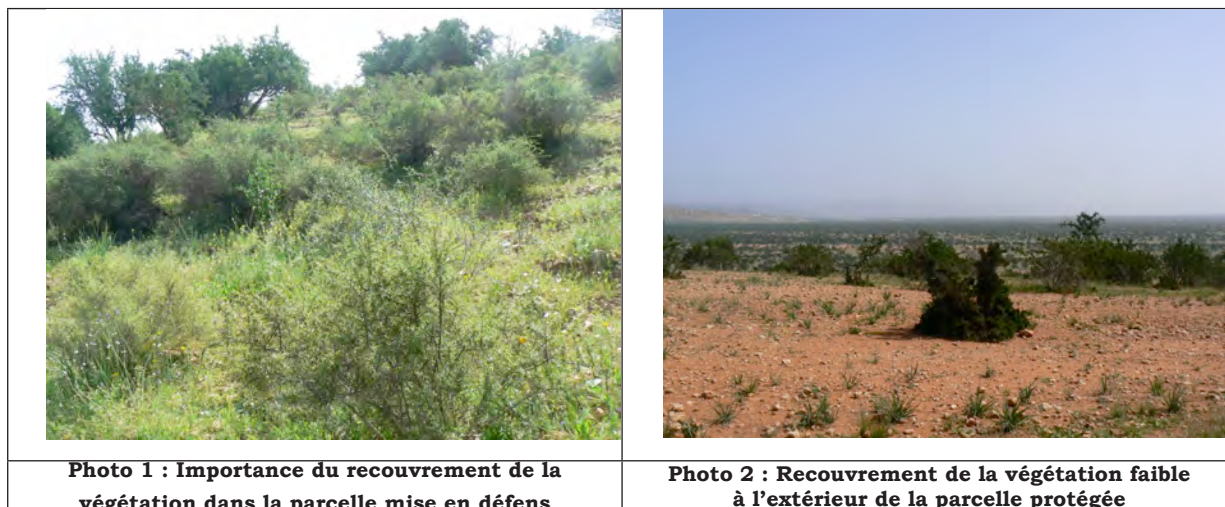 Photo 1 : Importance du recouvrement de la
végétation dans la parcelle mise en défens
Photo 2 : Recouvrement de la végétation faible
à l’extérieur de la parcelle protégée